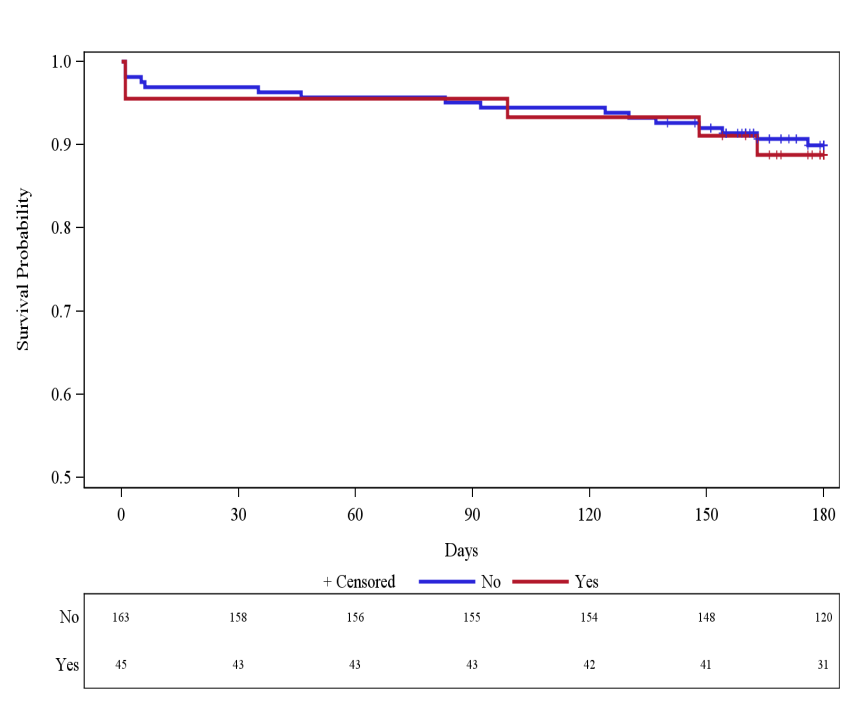 Survival Probability
1.0
0.9
0.8
0.7
0.6
0.5
0 30 60 90 120 150 180
Days
+ Censored No Yes
No 163 158 156 155 154 148 120
Yes 45 43 43 43 42 41 31